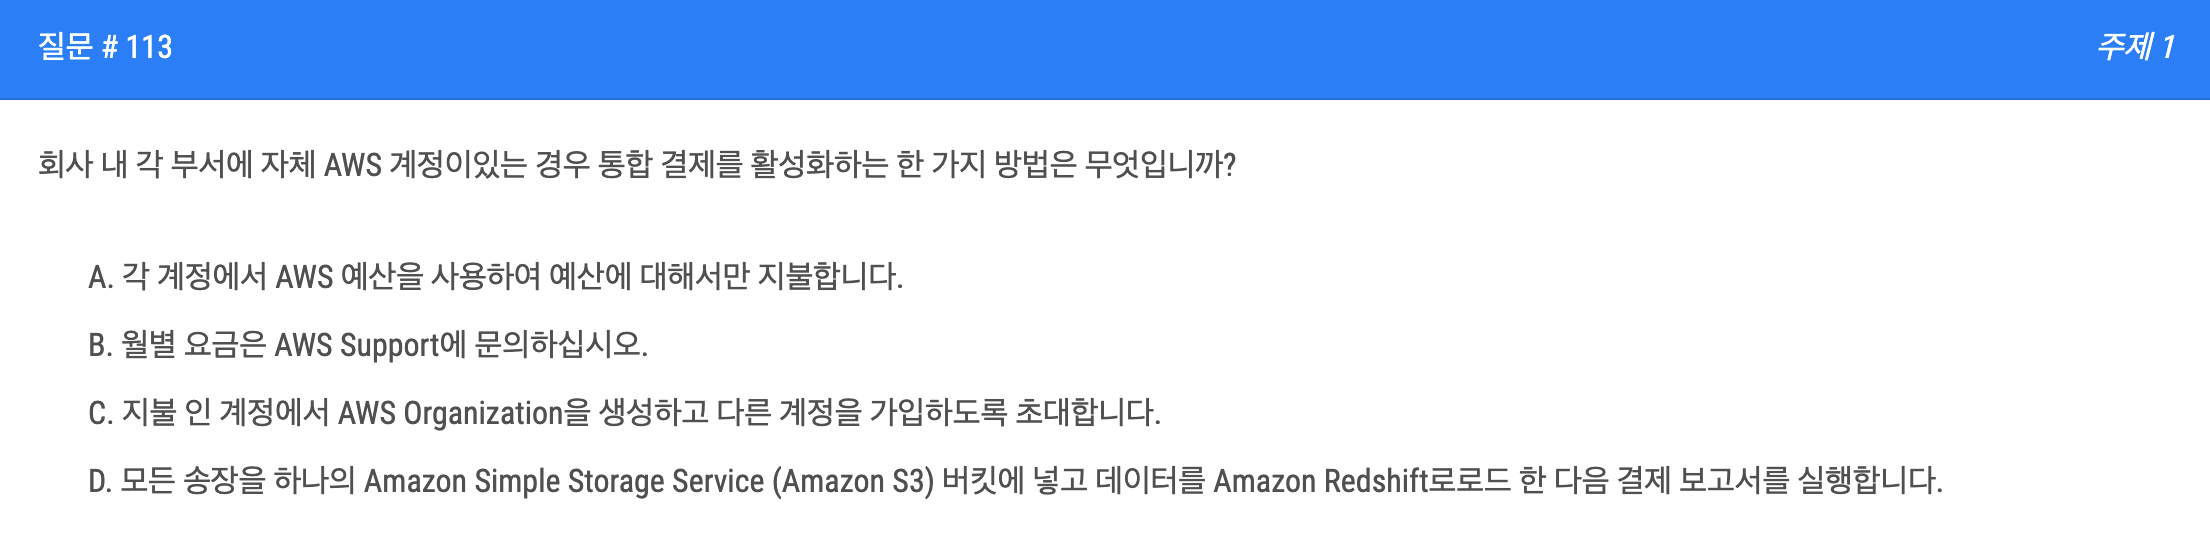 질문 # 113
주제 1
회사 내 각 부서에 자체 AWS 계정이있는 경우 통합 결제를 활성화하는 한 가지 방법은 무엇입니까?
A. 각 계정에서 AWS 예산을 사용하여 예산에 대해서만 지불합니다.
B. 월별 요금은 AWS Support에 문의하십시오.
C. 지불 인 계정에서 AWS Organization을 생성하고 다른 계정을 가입하도록 초대합니다.
D. 모든 송장을 하나의 Amazon Simple Storage Service (Amazon S3) 버킷에 넣고 데이터를 Amazon Redshift로로드 한 다음 결제 보고서를 실행합니다.